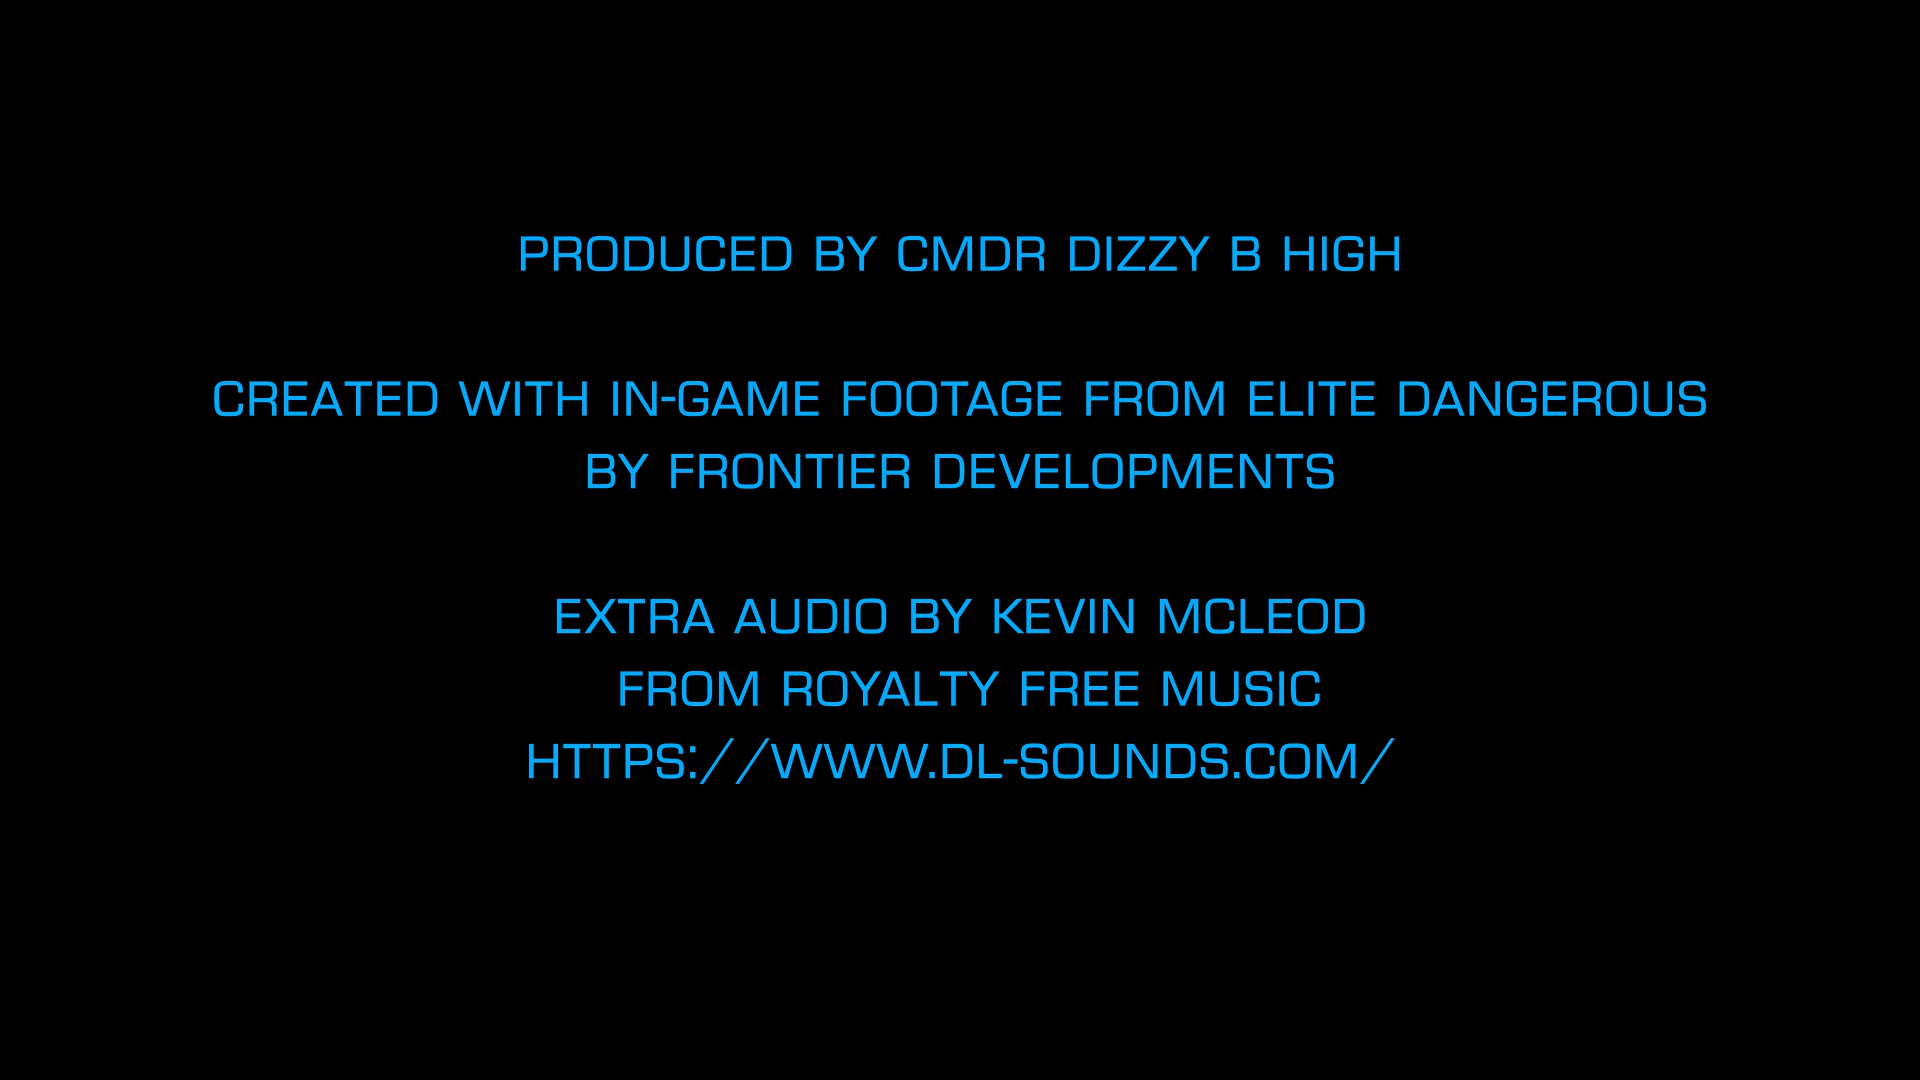 PRODUCED BY CMDR DIZZY B HIGH
CREATED WITH IN-GAME FOOTAGE FROM ELITE DANGEROUS
BY FRONTIER DEVELOPMENTS
EXTRA AUDIO BY KEVIN MCLEOD
FROM ROYALTY FREE MUSIC
HTTPS://WWW.DL-SOUNDS.COM/